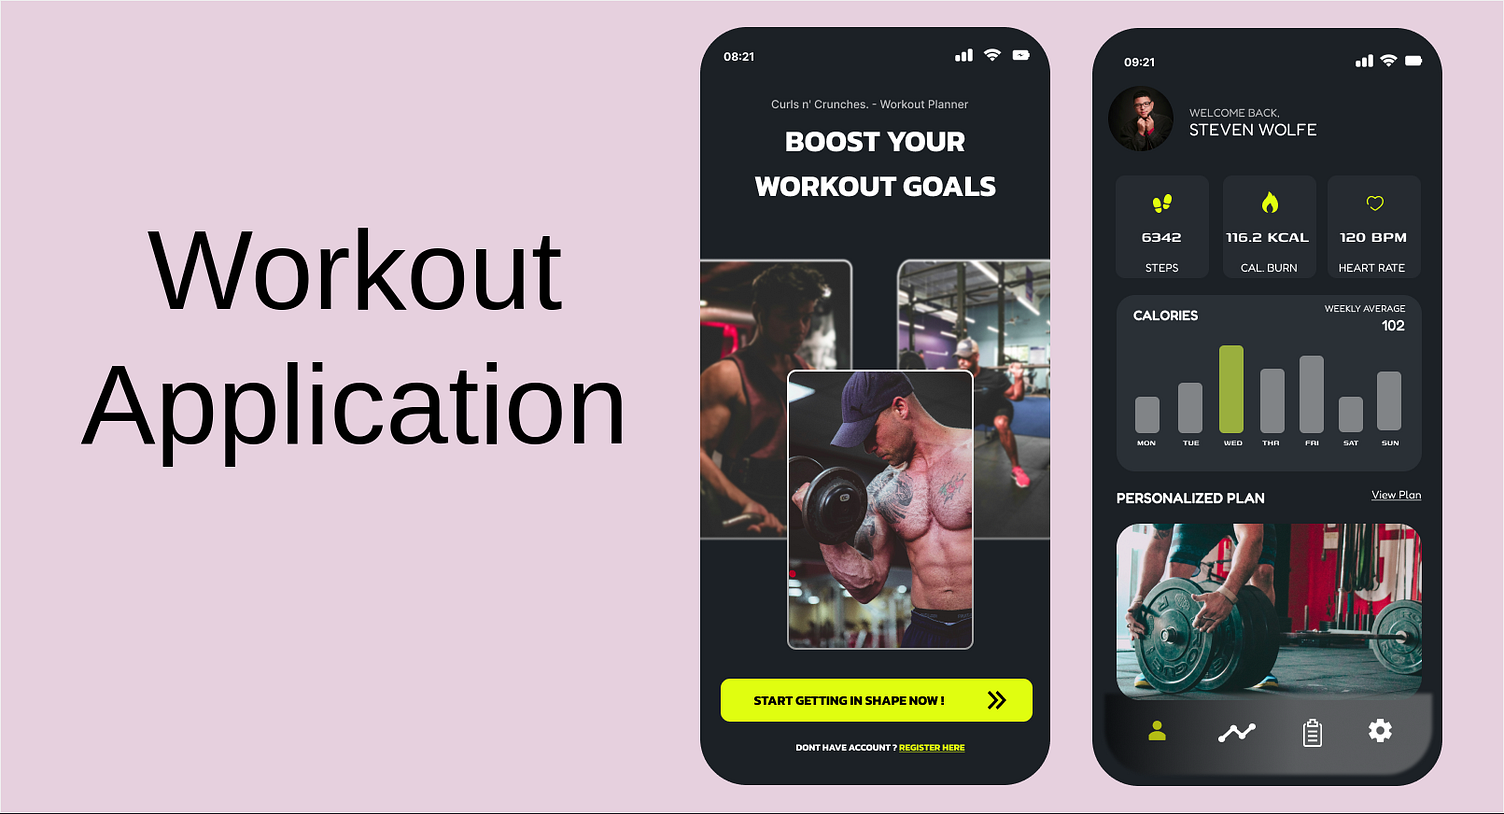 Workout
Application
08:21
Curls n' Crunches. - Workout Planner
BOOST YOUR
WORKOUT GOALS
START GETTING IN SHAPE NOW !
DONT HAVE ACCOUNT ? REGISTER HERE
09:21
WELCOME BACK,
STEVEN WOLFE
6342
STEPS
116.2 KCAL
CAL. BURN
120 BPM
HEART RATE
CALORIES
WEEKLY AVERAGE
102
MON TUE WED THR FRI SAT SUN
PERSONALIZED PLAN
View Plan